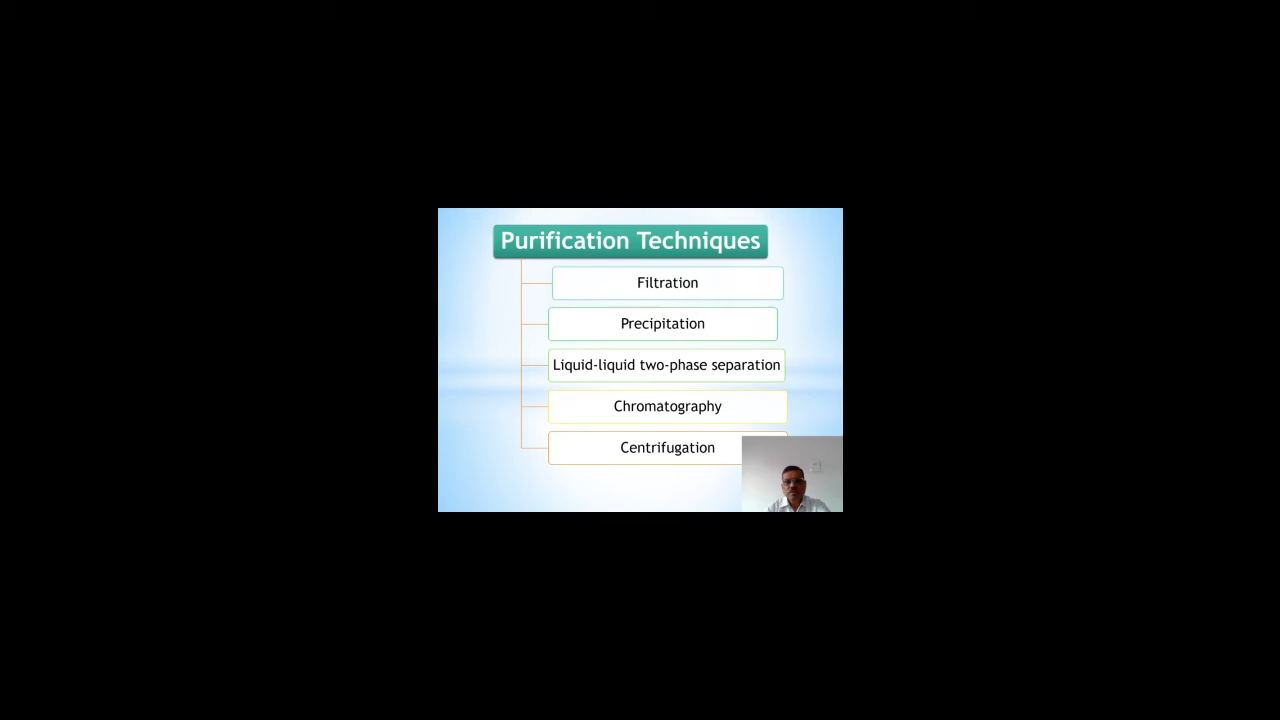 Purification Techniques
Filtration
Precipitation
Liquid-liquid two-phase separation
Chromatography
Centrifugation